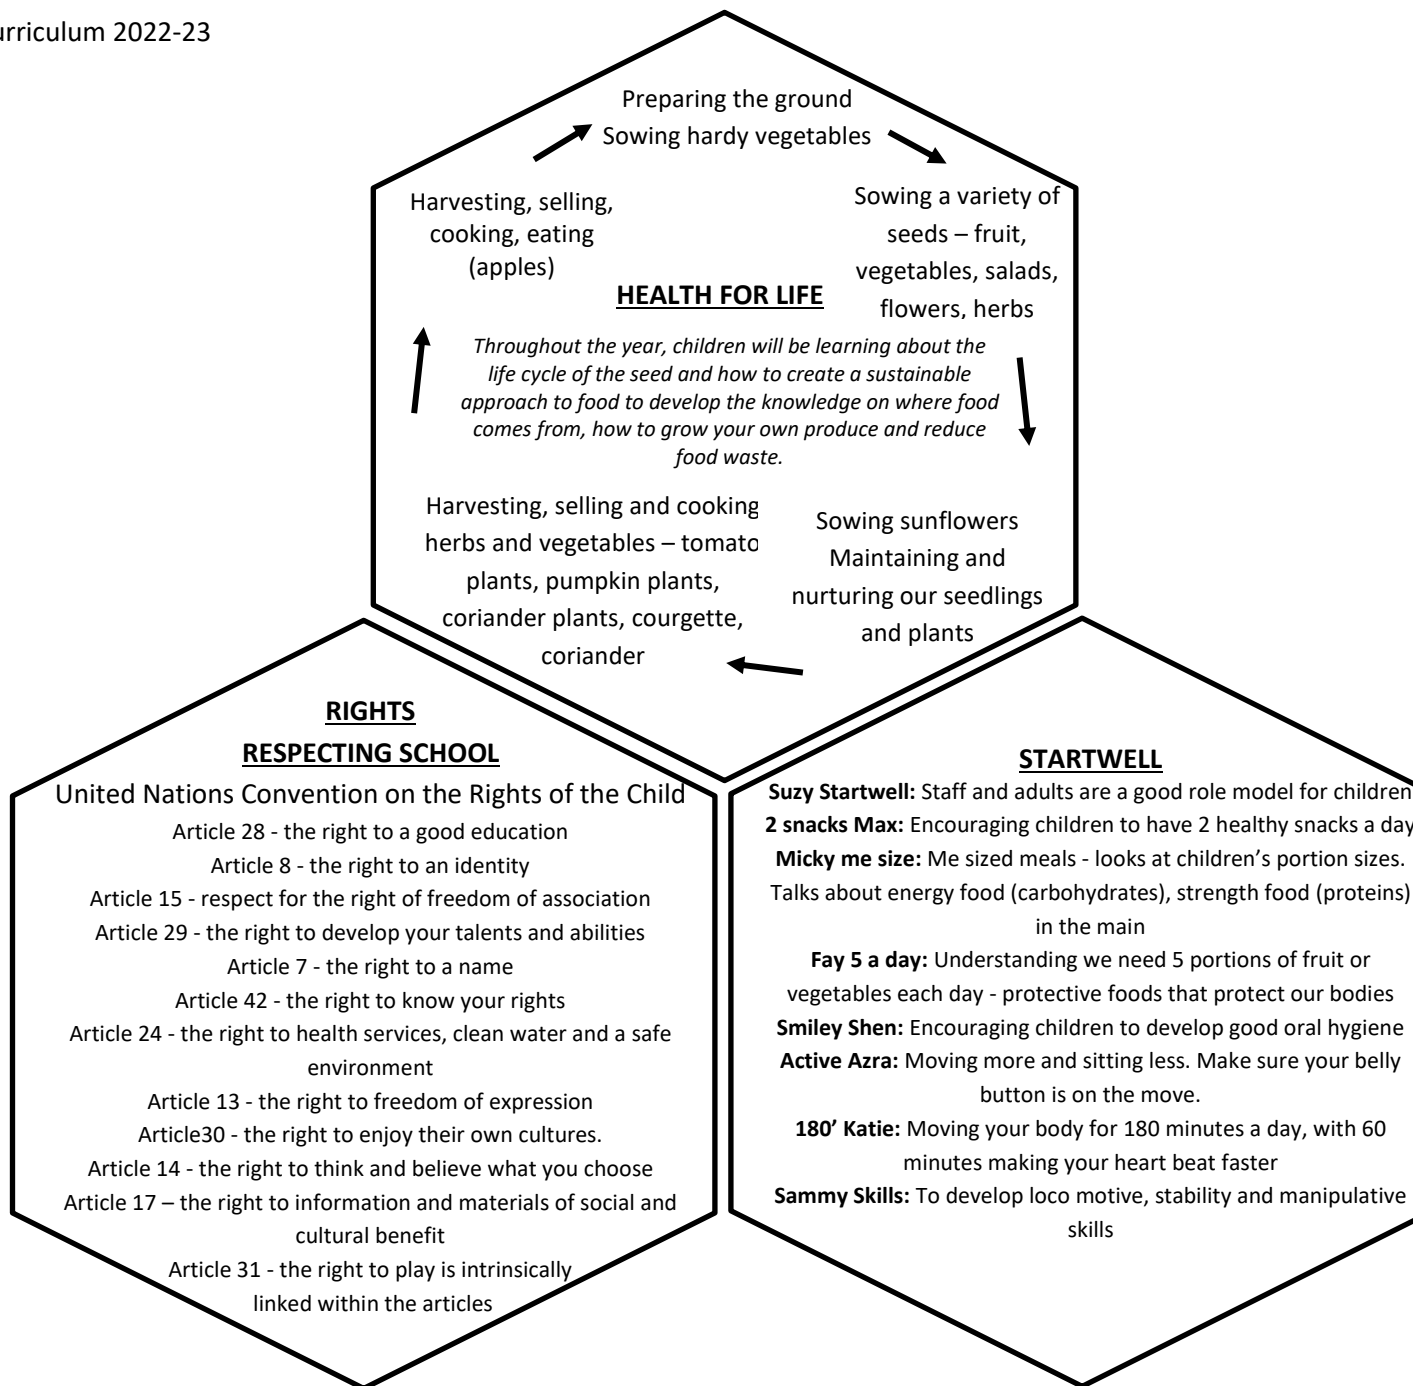 urriculum 2022-23
Preparing the ground
Sowing hardy vegetables
Sowing a variety of
seeds – fruit,
vegetables, salads,
flowers, herbs
Harvesting, selling,
cooking, eating
(apples)
HEALTH FOR LIFE
Throughout the year, children will be learning about the
life cycle of the seed and how to create a sustainable
approach to food to develop the knowledge on where food
comes from, how to grow your own produce and reduce
food waste.
Harvesting, selling and cooking
herbs and vegetables – tomato
plants, pumpkin plants,
coriander plants, courgette,
coriander
Sowing sunflowers
Maintaining and
nurturing our seedlings
and plants
RIGHTS
RESPECTING SCHOOL
United Nations Convention on the Rights of the Child
Article 28 - the right to a good education
Article 8 - the right to an identity
Article 15 - respect for the right of freedom of association
Article 29 - the right to develop your talents and abilities
Article 7 - the right to a name
Article 42 - the right to know your rights
Article 24 - the right to health services, clean water and a safe
environment
Article 13 - the right to freedom of expression
Article30 - the right to enjoy their own cultures.
Article 14 - the right to think and believe what you choose
Article 17 – the right to information and materials of social and
cultural benefit
Article 31 - the right to play is intrinsically
linked within the articles
STARTWELL
Suzy Startwell: Staff and adults are a good role model for children
2 snacks Max: Encouraging children to have 2 healthy snacks a day
Micky me size: Me sized meals - looks at children’s portion sizes.
Talks about energy food (carbohydrates), strength food (proteins)
in the main
Fay 5 a day: Understanding we need 5 portions of fruit or
vegetables each day - protective foods that protect our bodies
Smiley Shen: Encouraging children to develop good oral hygiene
Active Azra: Moving more and sitting less. Make sure your belly
button is on the move.
180’ Katie: Moving your body for 180 minutes a day, with 60
minutes making your heart beat faster
Sammy Skills: To develop loco motive, stability and manipulative
skills